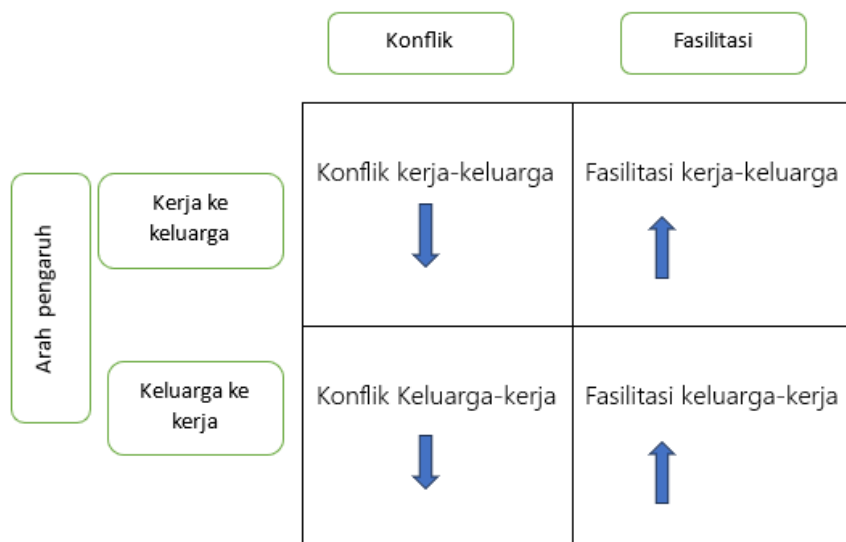 Konflik
Fasilitasi
Arah pengaruh
Kerja ke
keluarga
Konflik kerja-keluarga
Fasilitasi kerja-keluarga
Keluarga ke
kerja
Konflik Keluarga-kerja
Fasilitasi keluarga-kerja